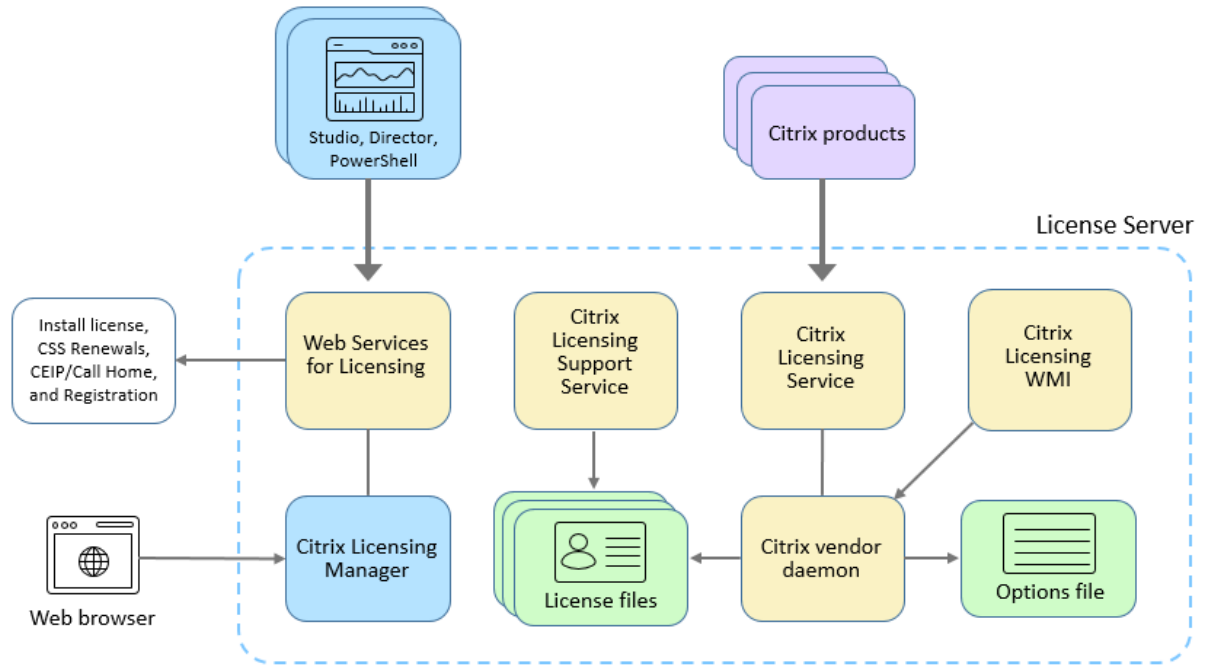 Studio, Director,
PowerShell
Citrix products
License Server
Install license,
CSS Renewals,
CEIP/Call Home,
and Registration
Web Services
for Licensing
Citrix
Licensing
Support
Service
Citrix
Licensing
Service
Citrix
Licensing
WMI
Web browser
Citrix Licensing
Manager
License files
Citrix vendor
daemon
Options file